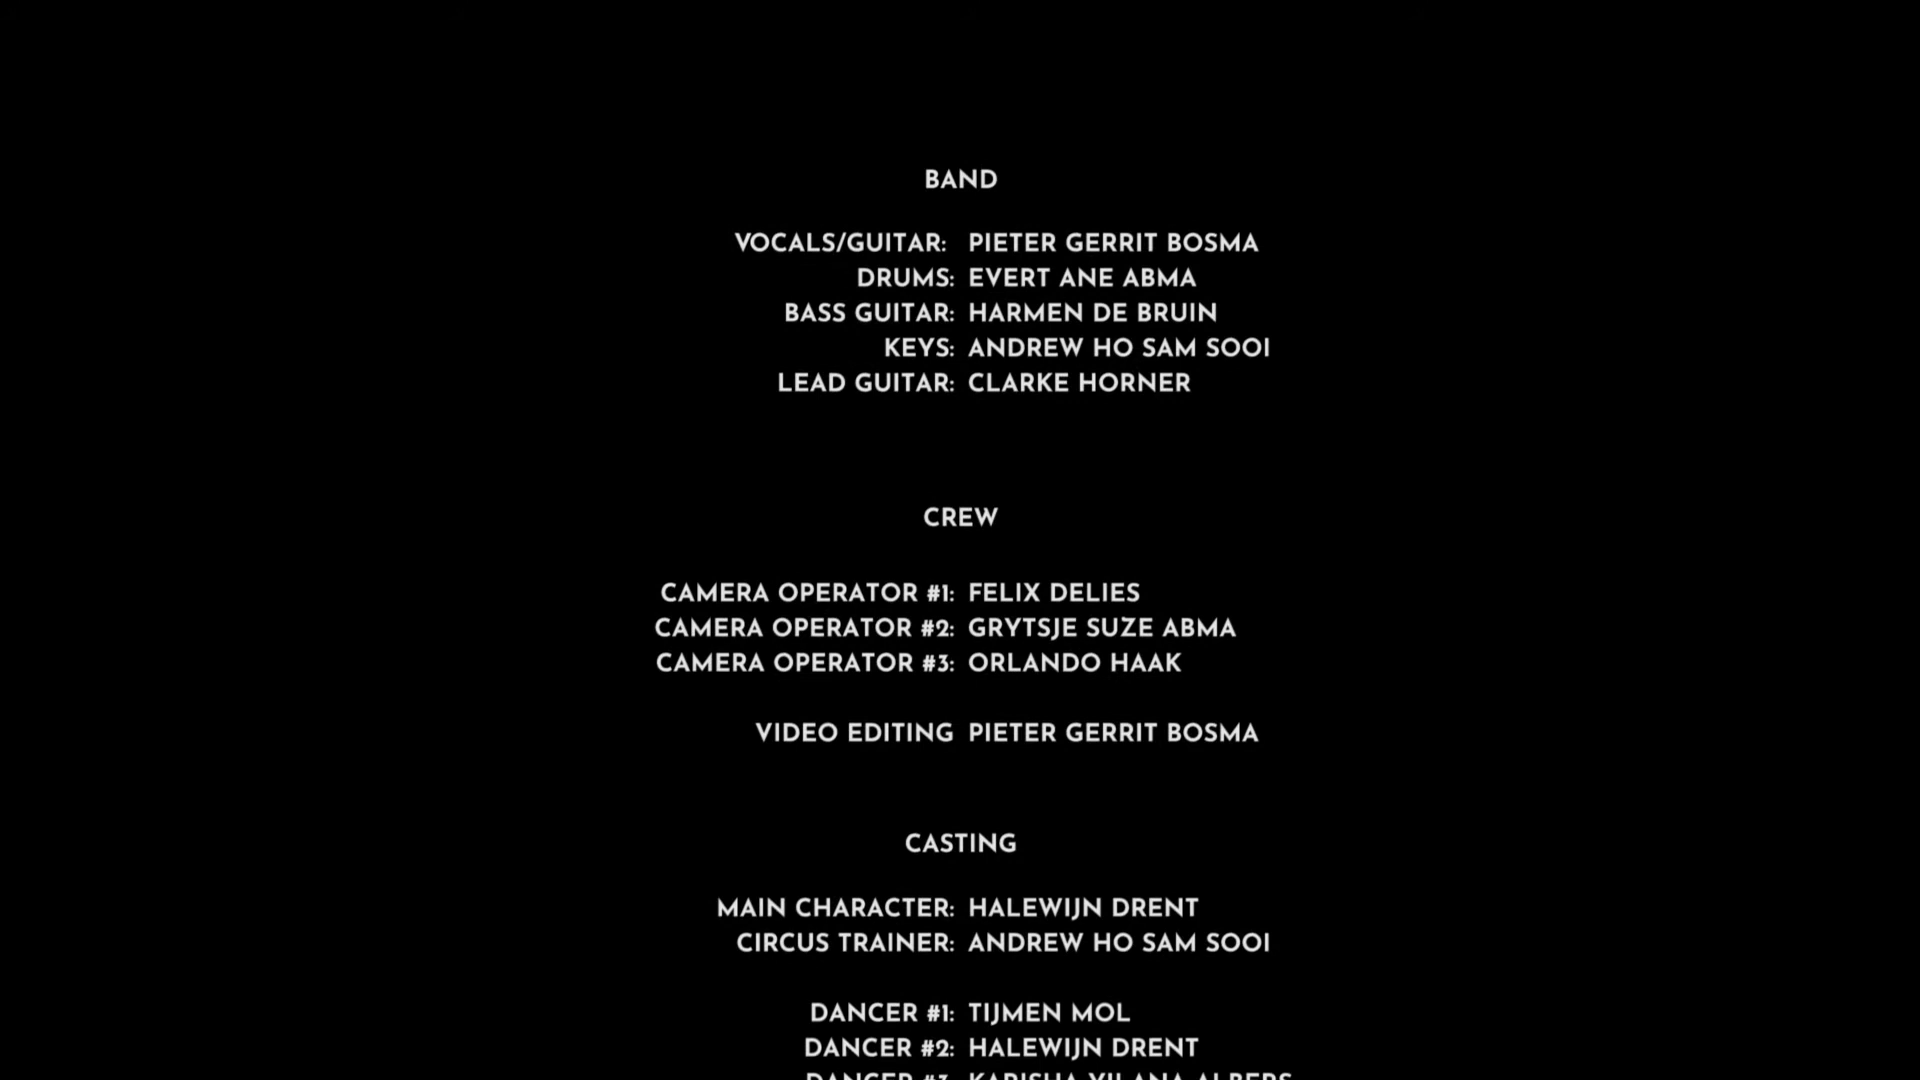 BAND
VOCALS/GUITAR: PIETER GERRIT BOSMA
DRUMS: EVERT ANE ABMA
BASS GUITAR: HARMEN DE BRUIN
KEYS: ANDREW HO SAM SOOI
LEAD GUITAR: CLARKE HORNER
CREW
CAMERA OPERATOR #1: FELIX DELIES
CAMERA OPERATOR #2: GRYTSJE SUZE ABMA
CAMERA OPERATOR #3: ORLANDO HAAK
VIDEO EDITING PIETER GERRIT BOSMA
CASTING
MAIN CHARACTER: HALEWIJN DRENT
CIRCUS TRAINER: ANDREW HO SAM SOOI
DANCER #1: TIJMEN MOL
DANCER #2: HALEWIJN DRENT
DANCER #3: ALBERS